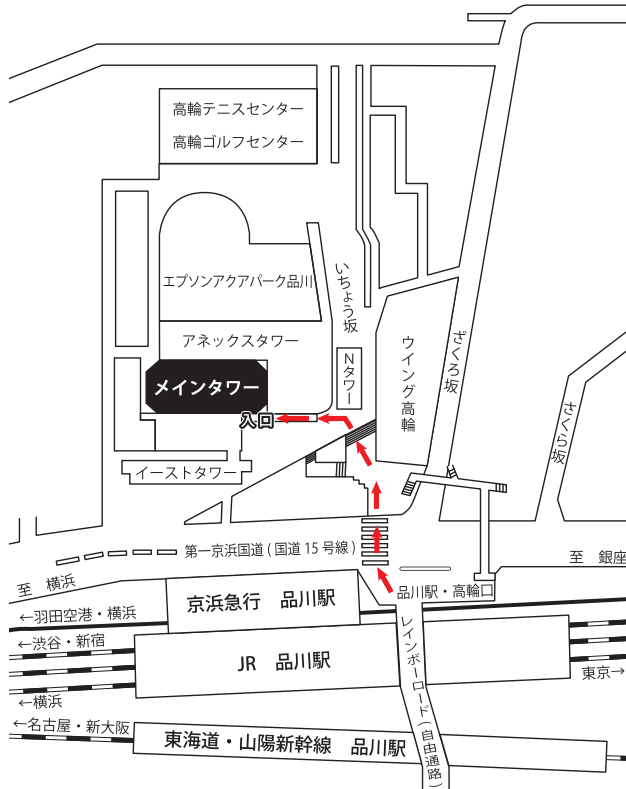 高輪テニスセンター
高輪ゴルフセンター
エプソンアクアパーク品川
いちょう坂
アネックスタワー
Nタワー
ウイング高輪
ざくろ坂
さくら坂
メインタワー
入口
イーストタワー
第一京浜国道(国道15号線)
至 横浜
至 銀座
品川駅・高輪口
京浜急行 品川駅
←羽田空港・横浜
←渋谷・新宿
JR 品川駅
レインボーロード(自由通路)
東京→
←横浜
←名古屋・新大阪
東海道・山陽新幹線 品川駅